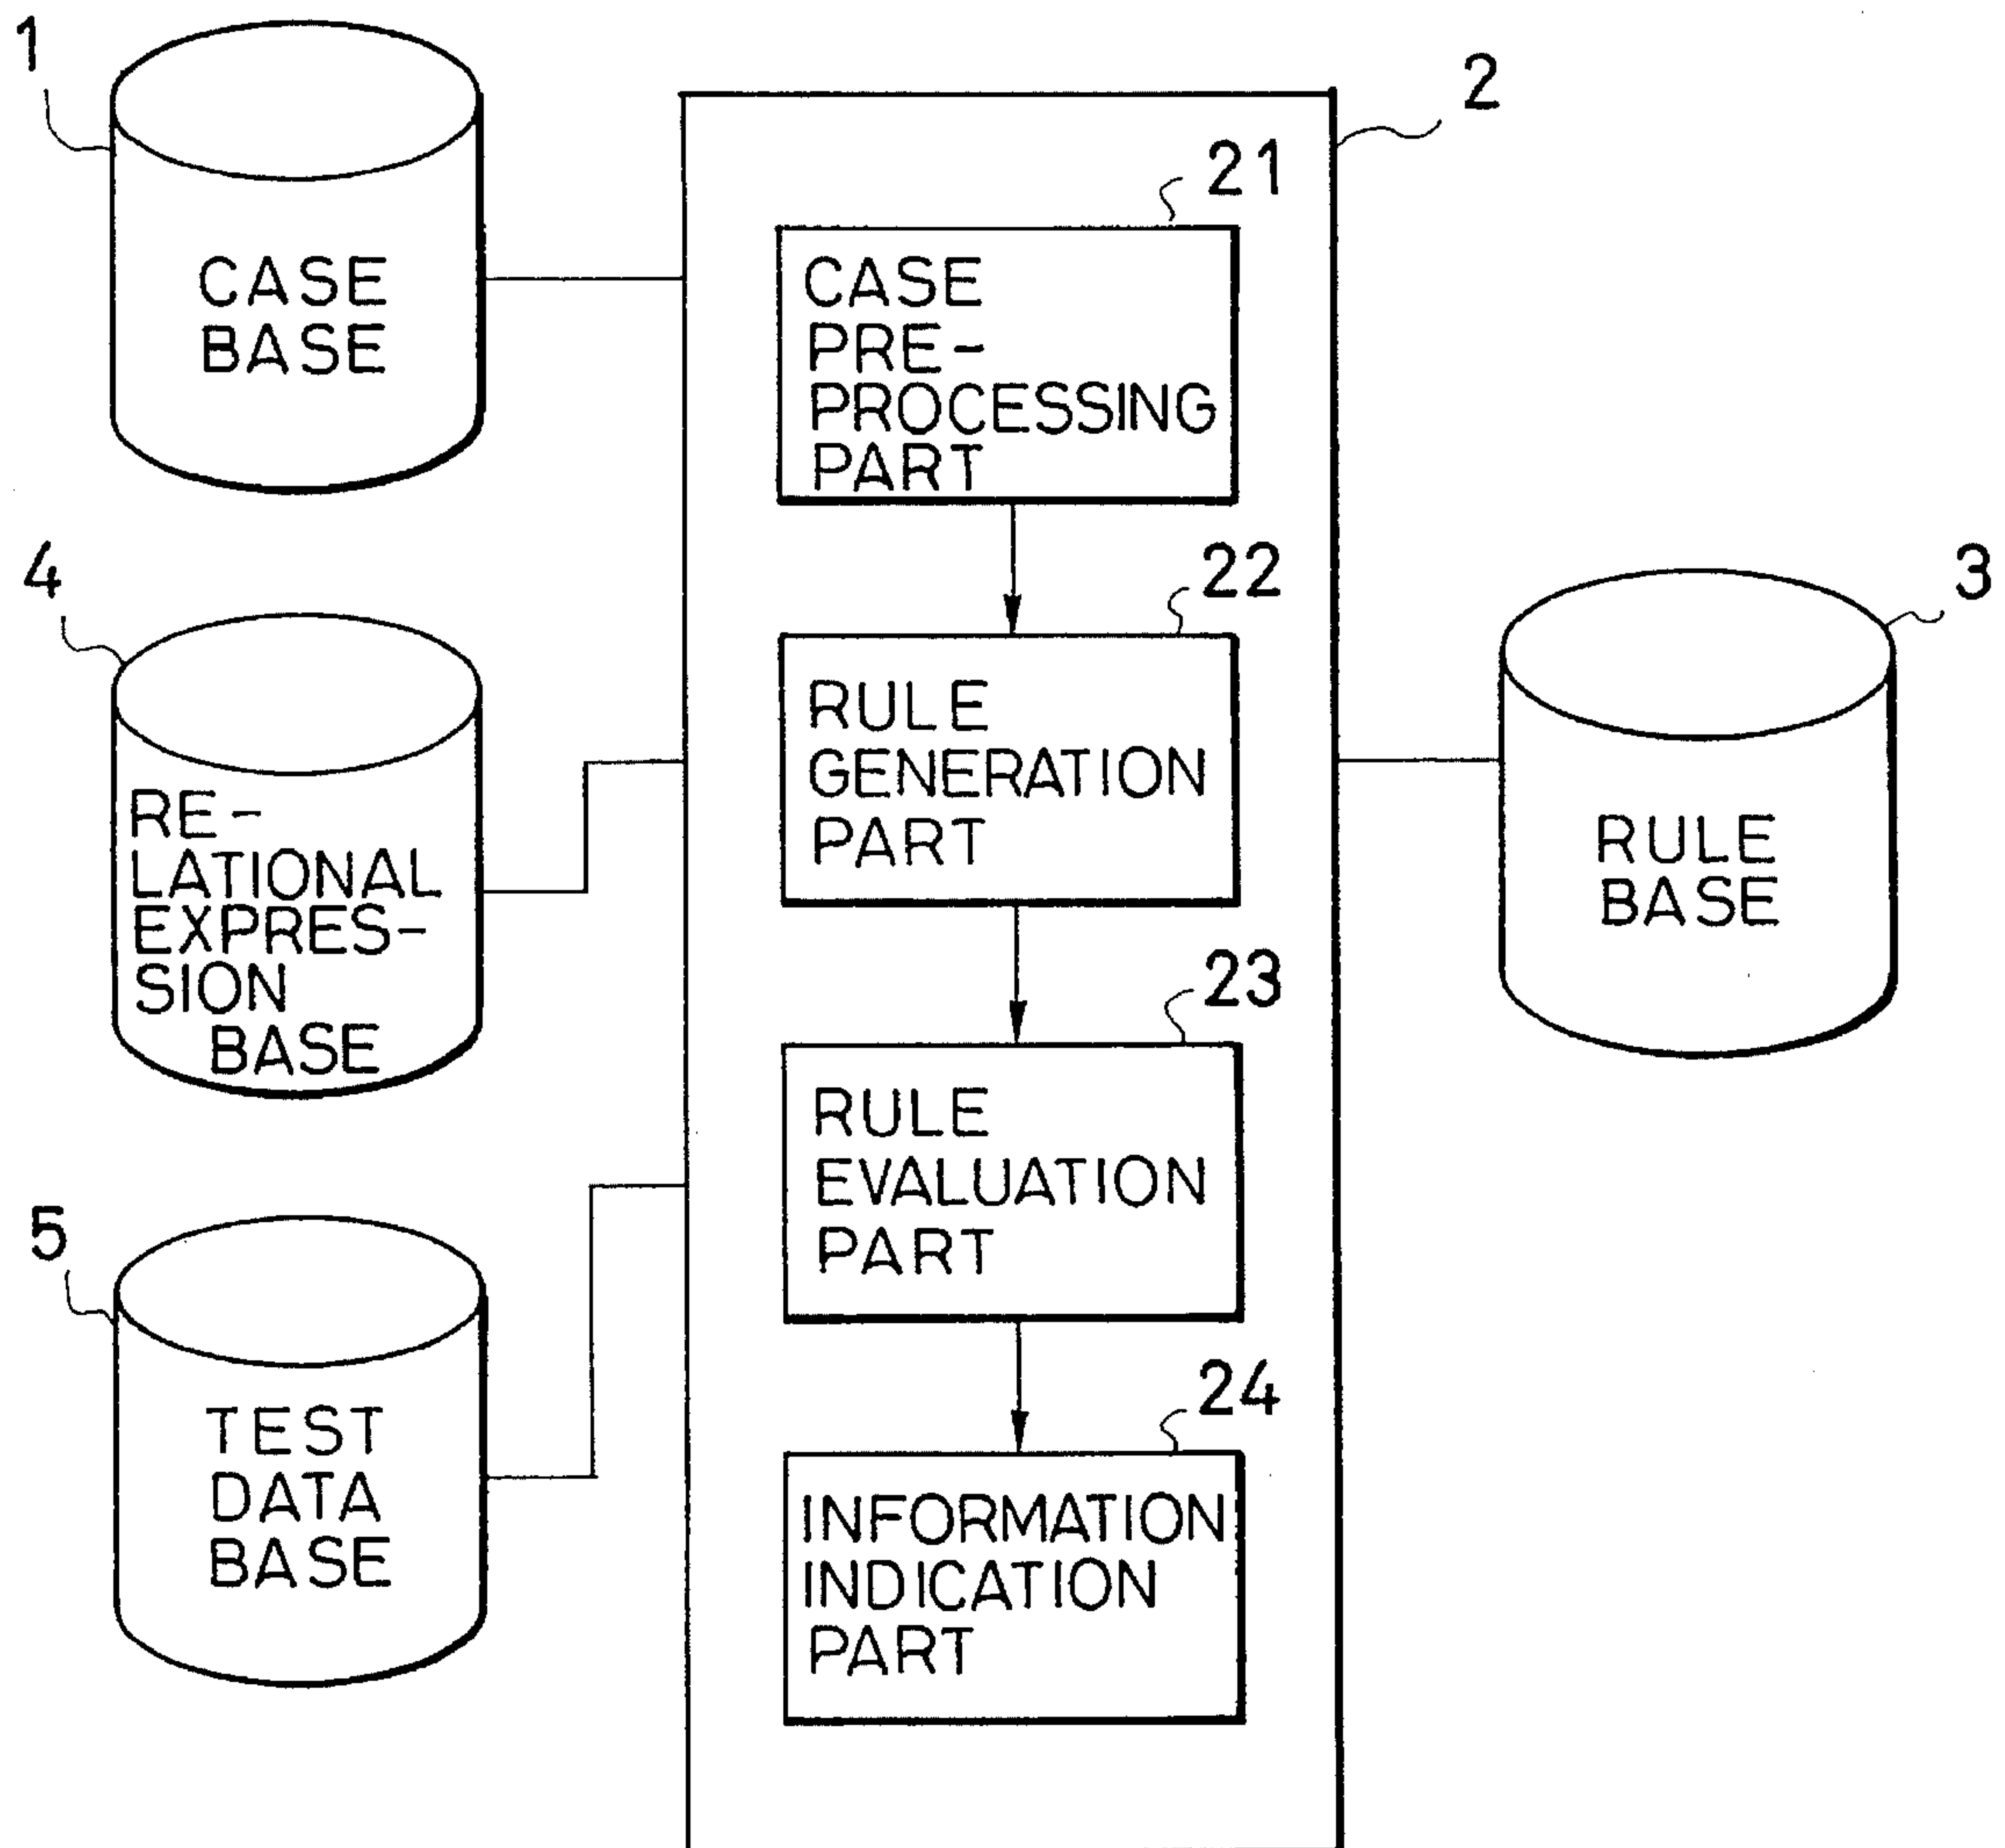 1
CASE
BASE
4
RE-
LATIONAL
EXPRES-
SION
BASE
5
TEST
DATA
BASE
2
21
CASE
PRE-
PROCESSING
PART
22
RULE
GENERATION
PART
23
RULE
EVALUATION
PART
24
INFORMATION
INDICATION
PART
3
RULE
BASE